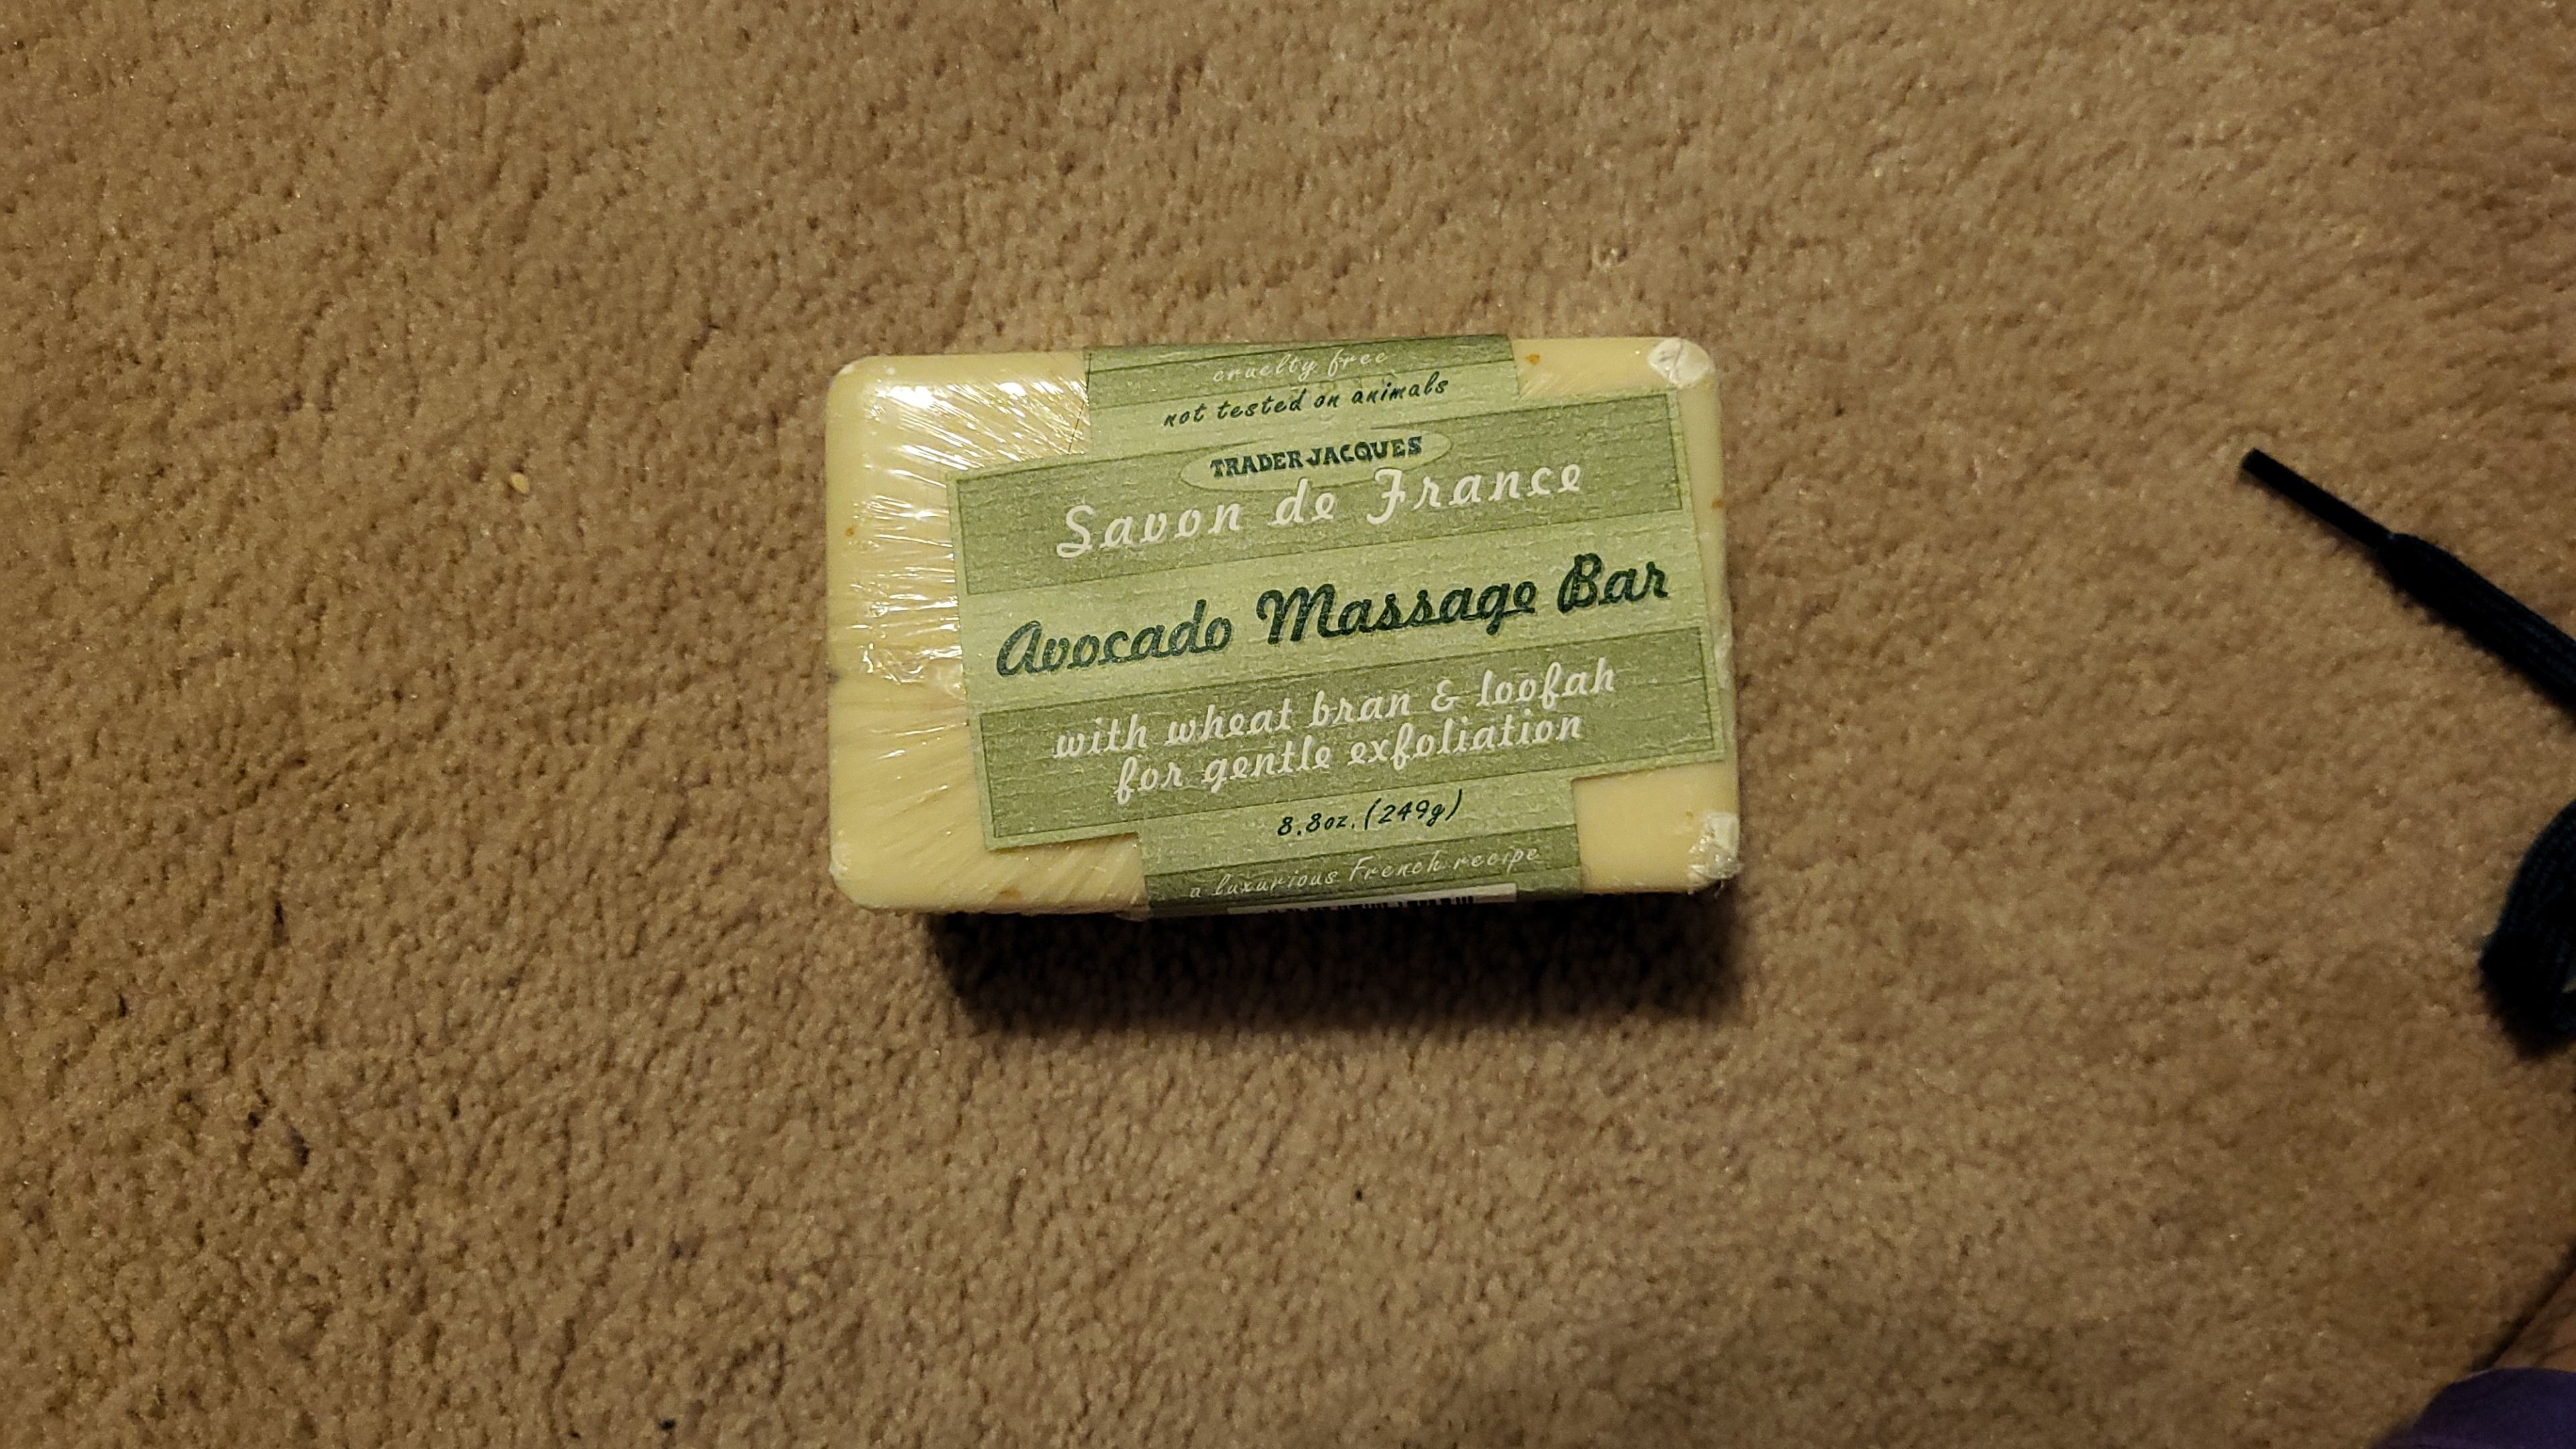 cruelty free
not tested on animals
TRADER JACQUES
Savon de France
Avocado Massage Bar
with wheat bran & loofah
for gentle exfoliation
8.8oz. (249g)
a luxurious French recipe